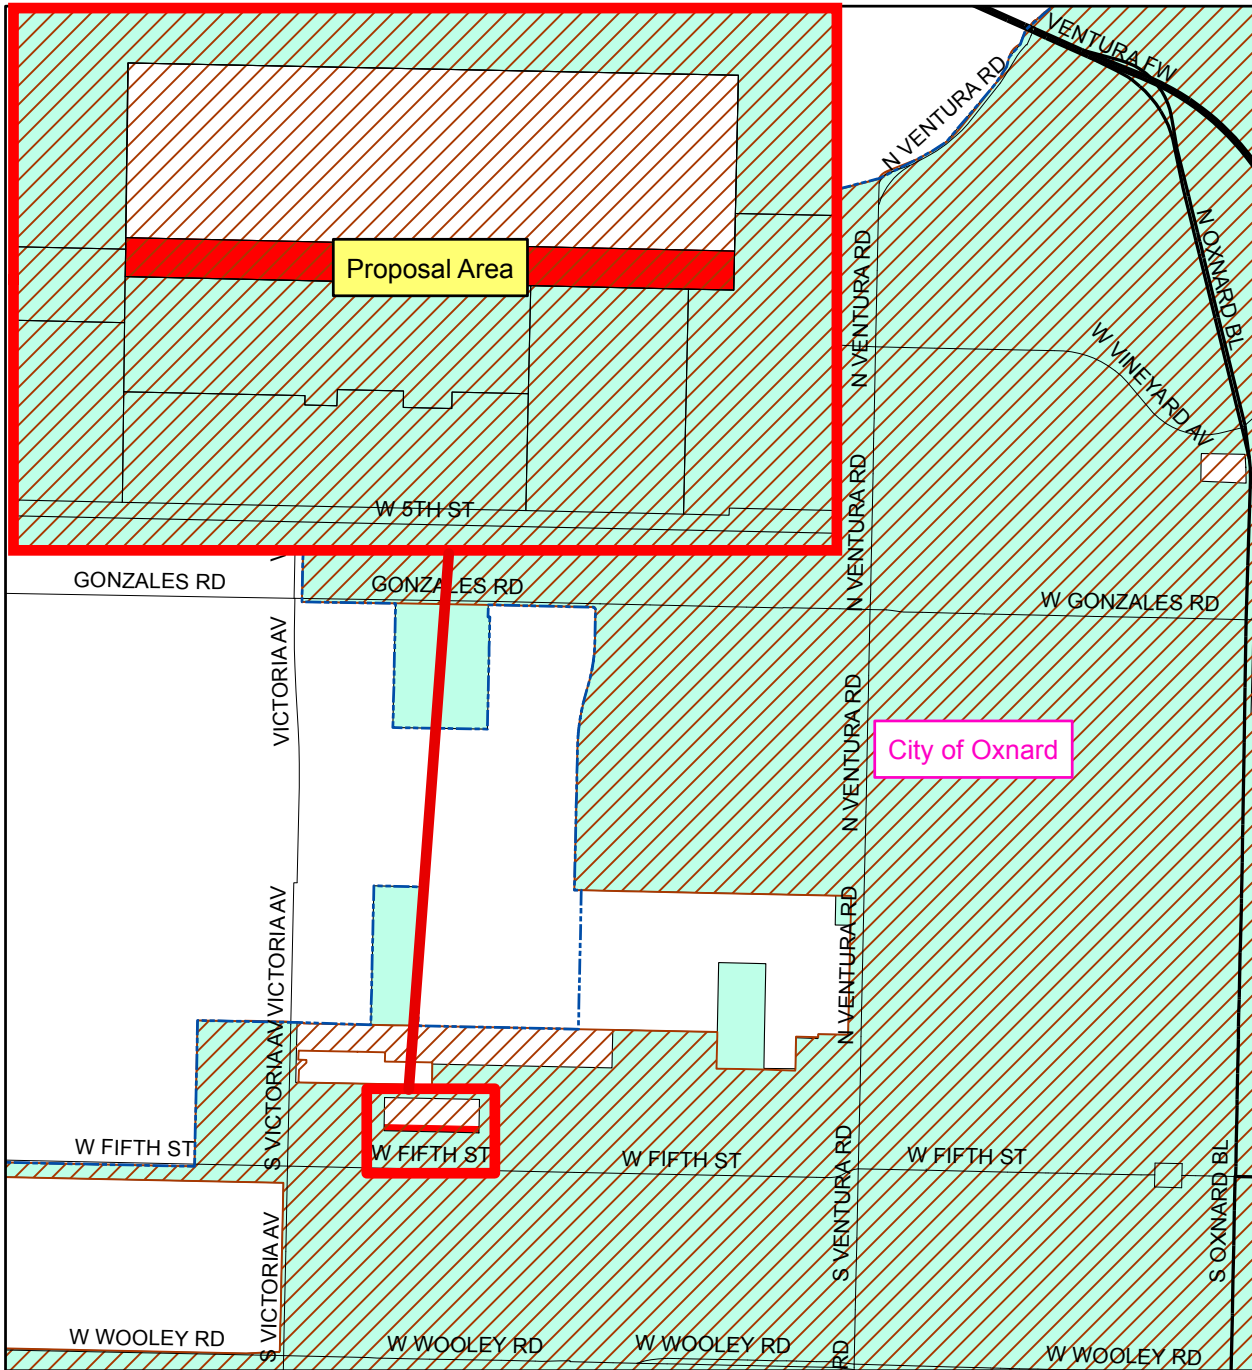 VENTURA FW
N VENTURA RD
N OXNARD BL
N VENTURA RD
Proposal Area
W VINEYARD AV
N VENTURA RD
W 5TH ST
GONZALES RD
GONZALES RD
W GONZALES RD
VICTORIA AV
N VENTURA RD
City of Oxnard
VICTORIA AV
N VENTURA RD
S VICTORIA AV
W FIFTH ST
W FIFTH ST
W FIFTH ST
W FIFTH ST
S VENTURA RD
S OXNARD BL
S VICTORIA AV
W WOOLEY RD
W WOOLEY RD
W WOOLEY RD
W WOOLEY RD
RD